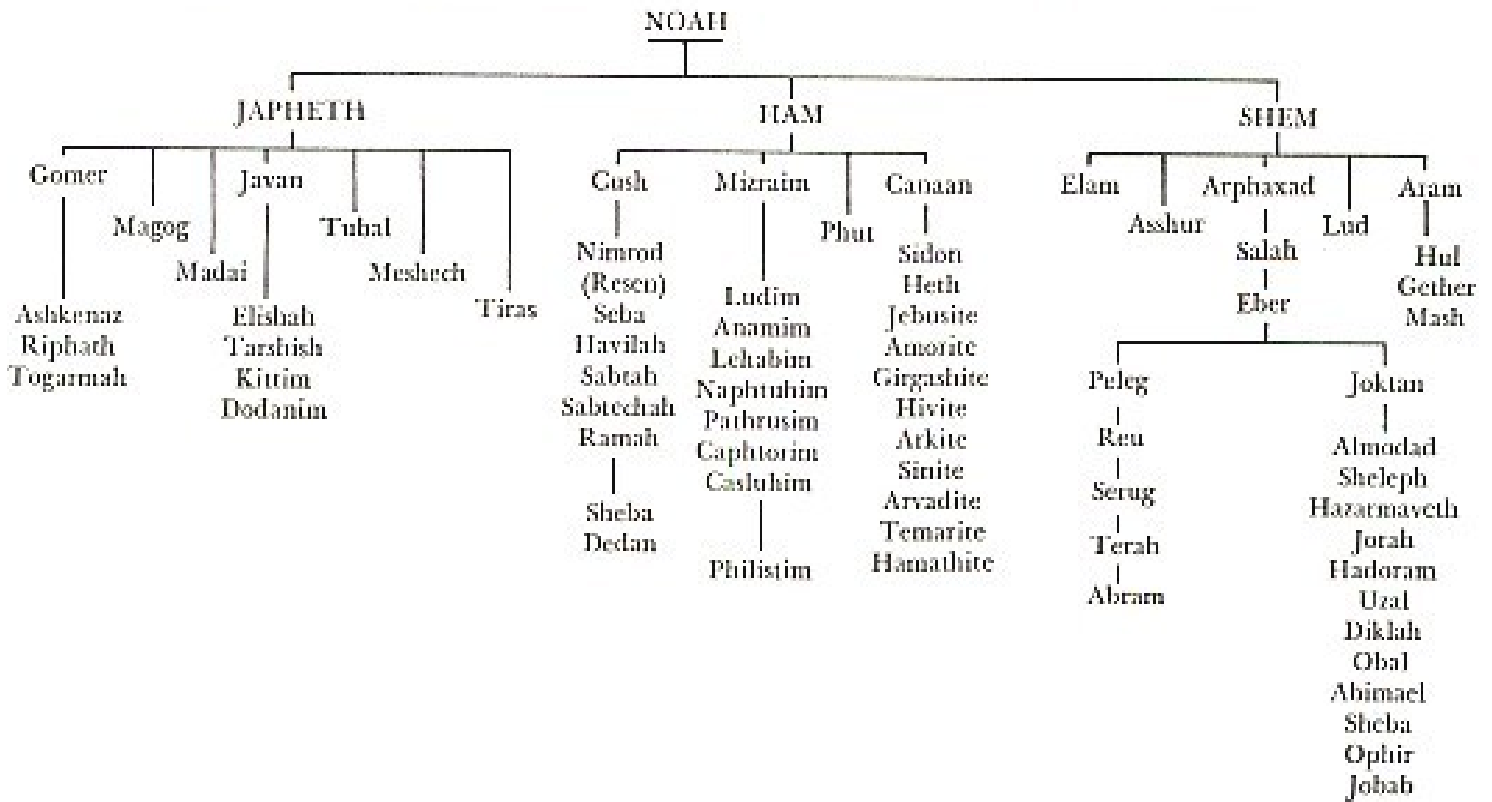 NOAH
JAPHETH
HAM
SHEM
Gomer
Magog
Madai
Javan
Tubal
Meshech
Tiras
Ashkenaz
Riphath
Togarmah
Elishah
Tarshish
Kittim
Dodanim
Cush
Mizraim
Phut
Canaan
Nimrod
(Resen)
Seba
Havilah
Sabtah
Sabtechah
Ramah
Sheba
Dedan
Ludim
Anamim
Lehabim
Naphtuhim
Pathrusim
Caphtorim
Casluhim
Philistim
Sidon
Heth
Jebusite
Amorite
Girgashite
Hivite
Arkite
Sinite
Arvadite
Temarite
Hamathite
Elam
Asshur
Arphaxad
Lud
Aram
Salah
Eber
Hul
Gether
Mash
Peleg
Reu
Serug
Terah
Abram
Joktan
Almodad
Sheleph
Hazarmaveth
Jorah
Hadoram
Uzal
Diklah
Obal
Abimael
Sheba
Ophir
Jobab